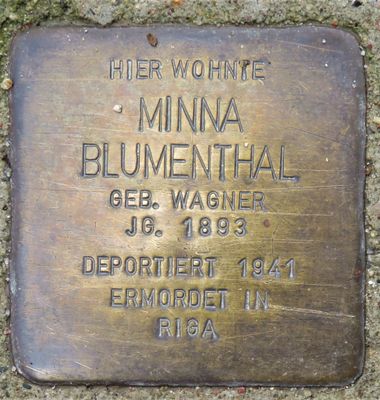 HIER WOHNTE
MINNA
BLUMENTHAL
GEB. WAGNER
JG. 1893
DEPORTIERT 1941
ERMORDET IN
RIGA